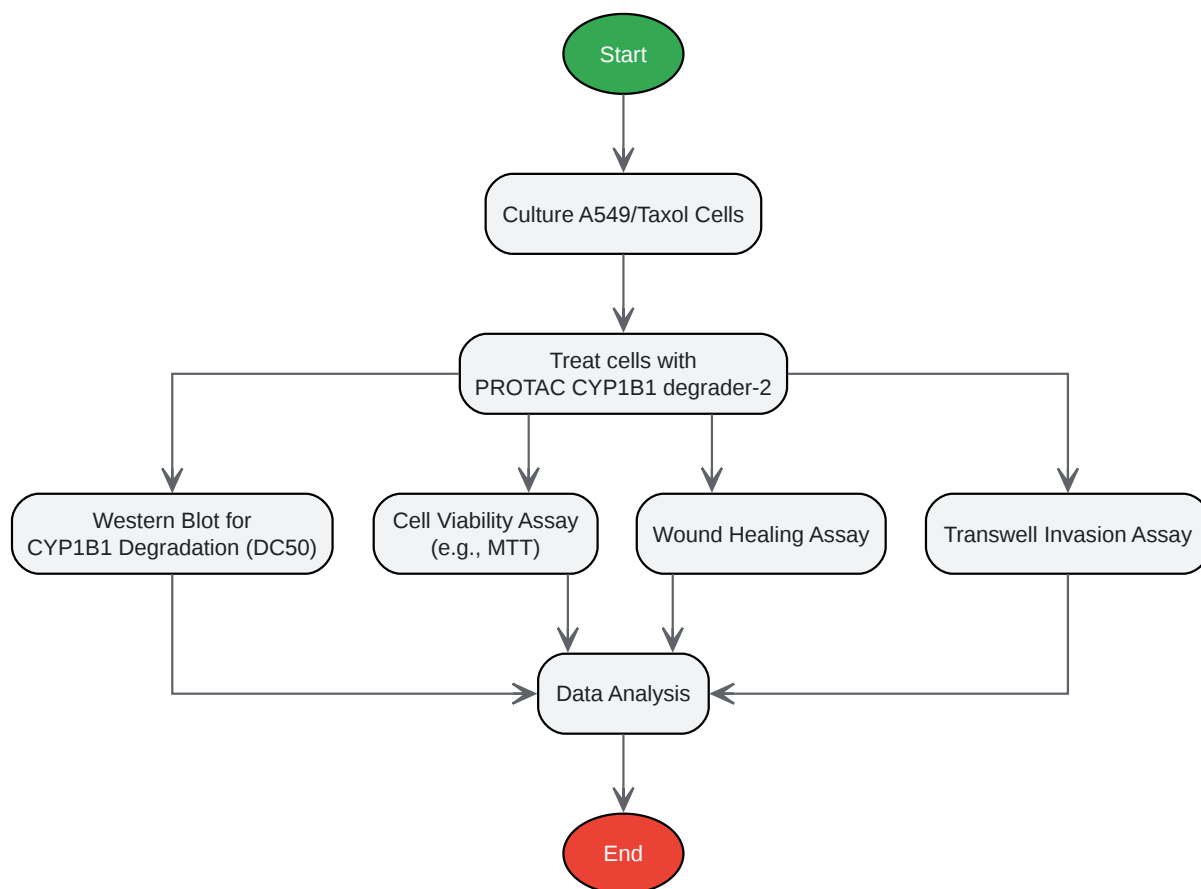 Start
Culture A549/Taxol Cells
Treat cells with
PROTAC CYP1B1 degrader-2
Western Blot for
CYP1B1 Degradation (DC50)
Cell Viability Assay
(e.g., MTT)
Wound Healing Assay
Transwell Invasion Assay
Data Analysis
End